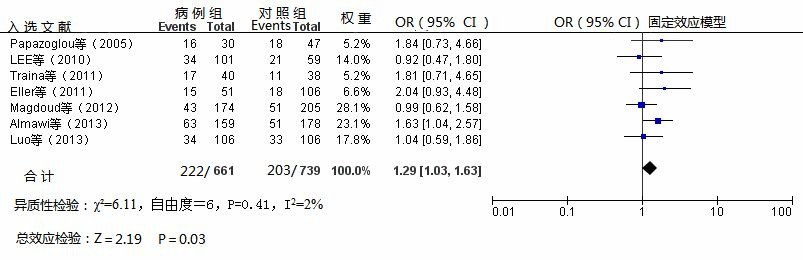 入选文献 病例组 对照组 权重 OR(95% CI) OR(95% CI)固定效应模型
Events Total Events Total
Papazoglou等(2005) 16 30 18 47 5.2% 1.84 [0.73, 4.66]
LEE等(2010) 34 101 21 59 14.0% 0.92 [0.47, 1.80]
Traina等(2011) 17 40 11 38 5.2% 1.81 [0.71, 4.65]
Eller等(2011) 15 51 18 106 6.6% 2.04 [0.93, 4.48]
Magdoud等(2012) 43 174 51 205 28.1% 0.99 [0.62, 1.58]
Almawi等(2013) 63 159 51 178 23.1% 1.63 [1.04, 2.57]
Luo等(2013) 34 106 33 106 17.8% 1.04 [0.59, 1.86]
合计 222/661 203/739 100.0% 1.29 [1.03, 1.63]
异质性检验：χ²=6.11，自由度=6，P=0.41，I²=2%
0.01 0.1 1 10 100
总效应检验：Z=2.19 P=0.03